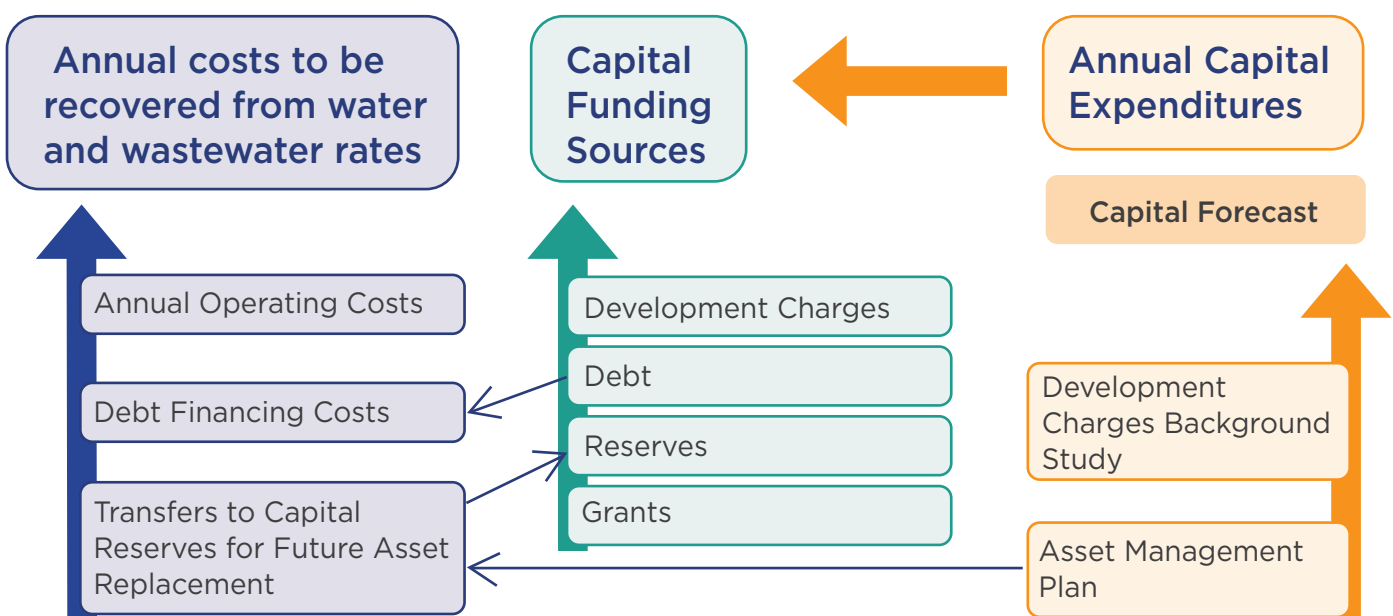 Annual costs to be
recovered from water
and wastewater rates
Annual Operating Costs
Debt Financing Costs
Transfers to Capital
Reserves for Future Asset
Replacement
Capital
Funding
Sources
Development Charges
Debt
Reserves
Grants
Annual Capital
Expenditures
Capital Forecast
Development
Charges Background
Study
Asset Management
Plan